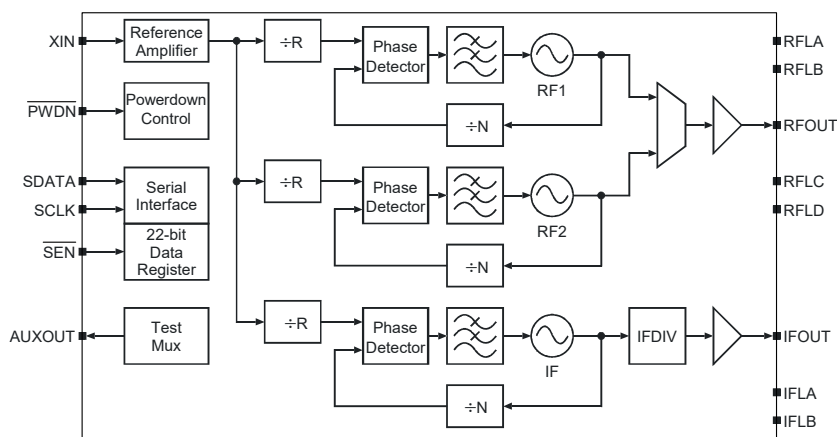 XIN
Reference
Amplifier
÷R
Phase
Detector
RF1
÷N
RFLA
RFLB
PWDN
Powerdown
Control
RFOUT
SDATA
SCLK
Serial
Interface
÷R
Phase
Detector
RF2
÷N
RFLC
RFLD
SEN
22-bit
Data
Register
AUXOUT
Test
Mux
÷R
Phase
Detector
IF
÷N
IFDIV
IFOUT
IFLA
IFLB